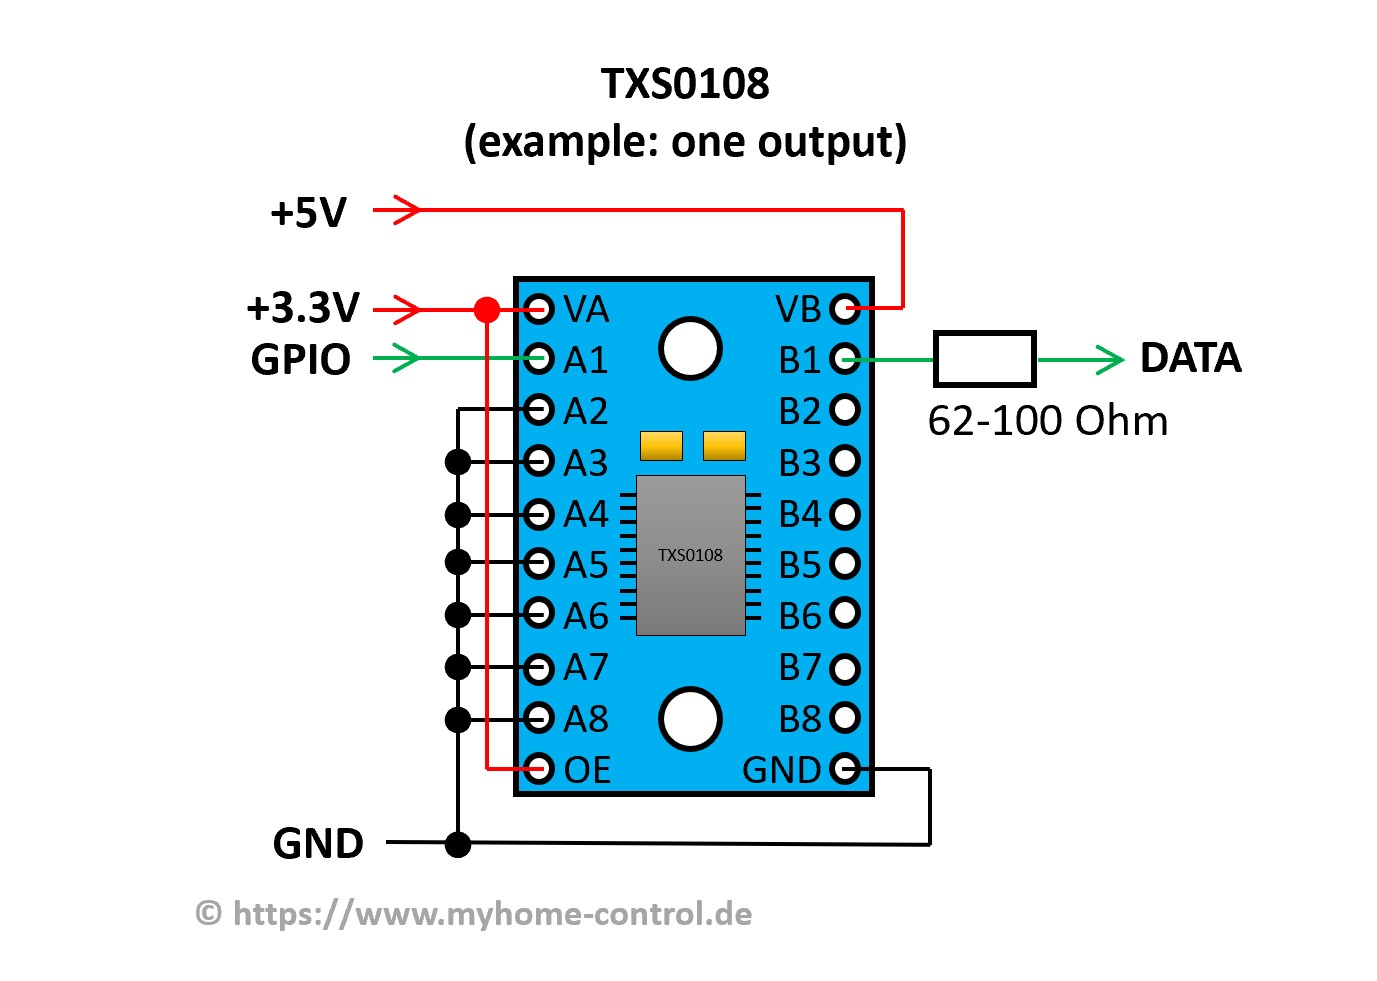 TXS0108
(example: one output)
+5V
+3.3V
GPIO
VA
A1
A2
A3
A4
A5
A6
A7
A8
OE
TXS0108
VB
B1
B2
B3
B4
B5
B6
B7
B8
GND
DATA
62-100 Ohm
GND
© https://www.myhome-control.de